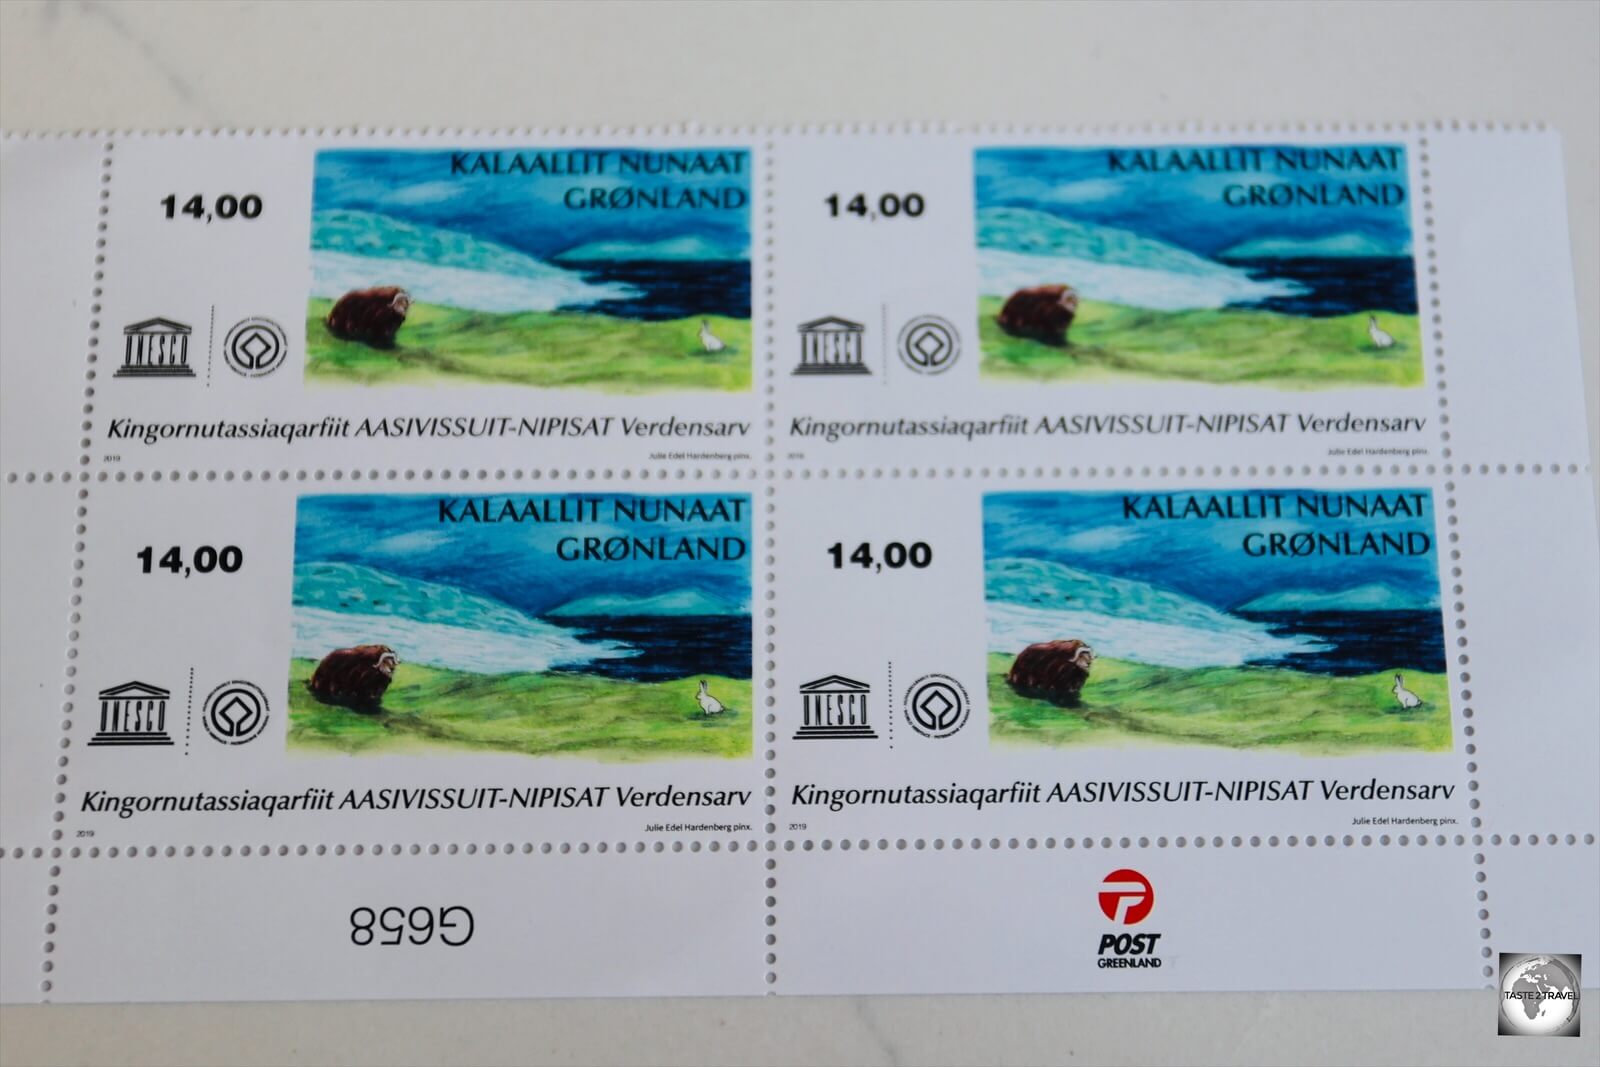 KALAALLIT NUNAAT
GRØNLAND
14,00
UNESCO
Kingornutassiaqarfiit AASIVISSUIT-NIPISAT Verdensarv
2019
Julie Edel Hardenberg pinx.
KALAALLIT NUNAAT
GRØNLAND
14,00
UNESCO
Kingornutassiaqarfiit AASIVISSUIT-NIPISAT Verdensarv
2019
Julie Edel Hardenberg pinx.
KALAALLIT NUNAAT
GRØNLAND
14,00
UNESCO
Kingornutassiaqarfiit AASIVISSUIT-NIPISAT Verdensarv
2019
Julie Edel Hardenberg pinx.
KALAALLIT NUNAAT
GRØNLAND
14,00
UNESCO
Kingornutassiaqarfiit AASIVISSUIT-NIPISAT Verdensarv
2019
Julie Edel Hardenberg pinx.
G658
POST
GREENLAND
TASTE2TRAVEL